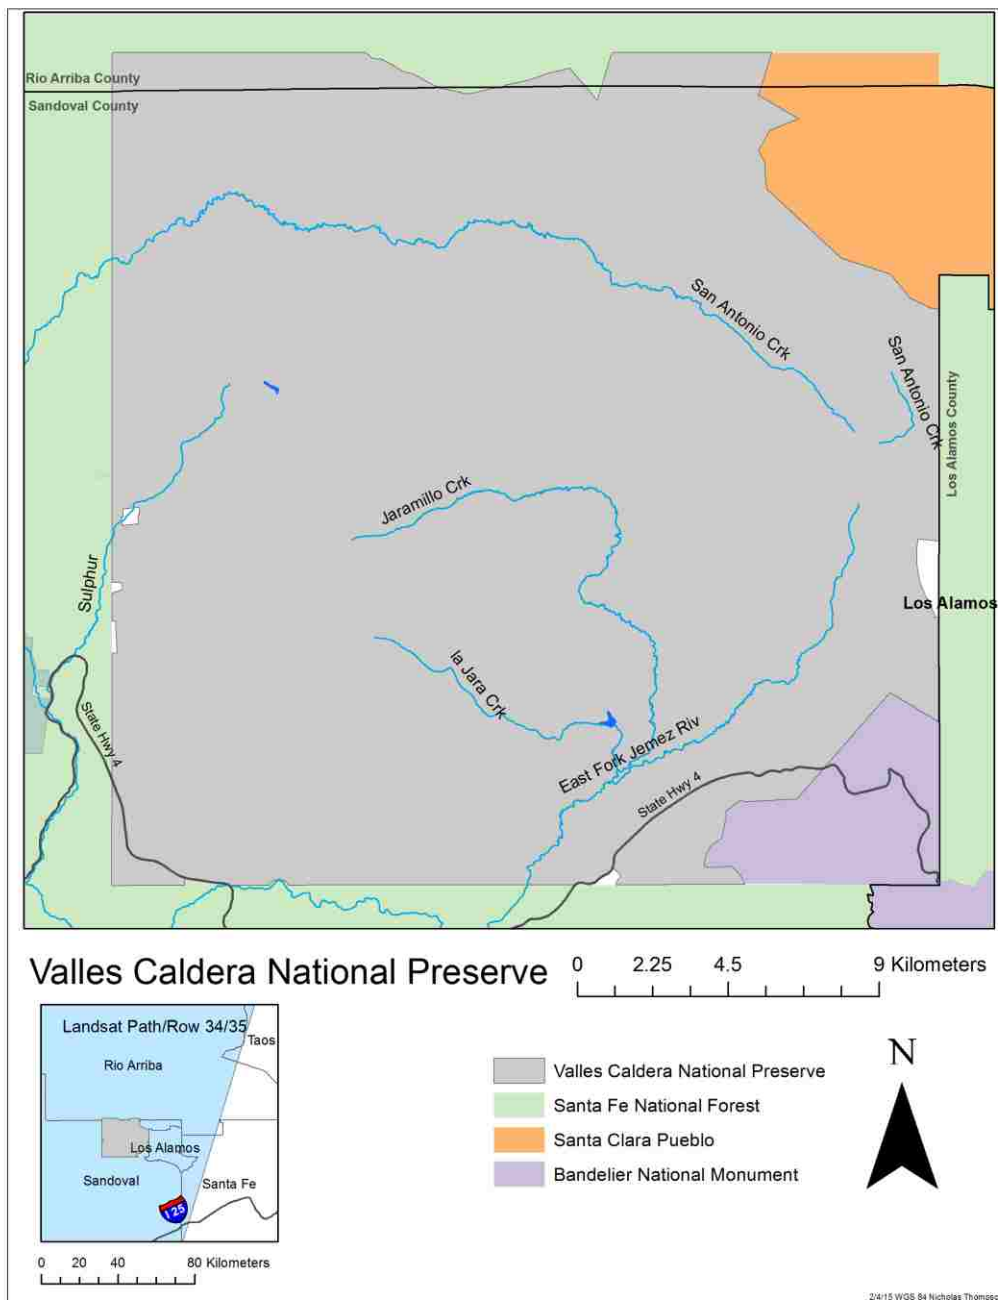 Rio Arriba County
Sandoval County
San Antonio Crk
San Antonio Crk
Los Alamos County
Jaramillo Crk
Sulphur
Los Alamos
la Jara Crk
State Hwy 4
East Fork Jemez Riv
State Hwy 4
Valles Caldera National Preserve
0 2.25 4.5 9 Kilometers
Landsat Path/Row 34/35
Taos
Rio Arriba
Los Alamos
Sandoval
Santa Fe
I 25
0 20 40 80 Kilometers
N
Valles Caldera National Preserve
Santa Fe National Forest
Santa Clara Pueblo
Bandelier National Monument
2/4/15 WGS 84 Nicholas Thompso